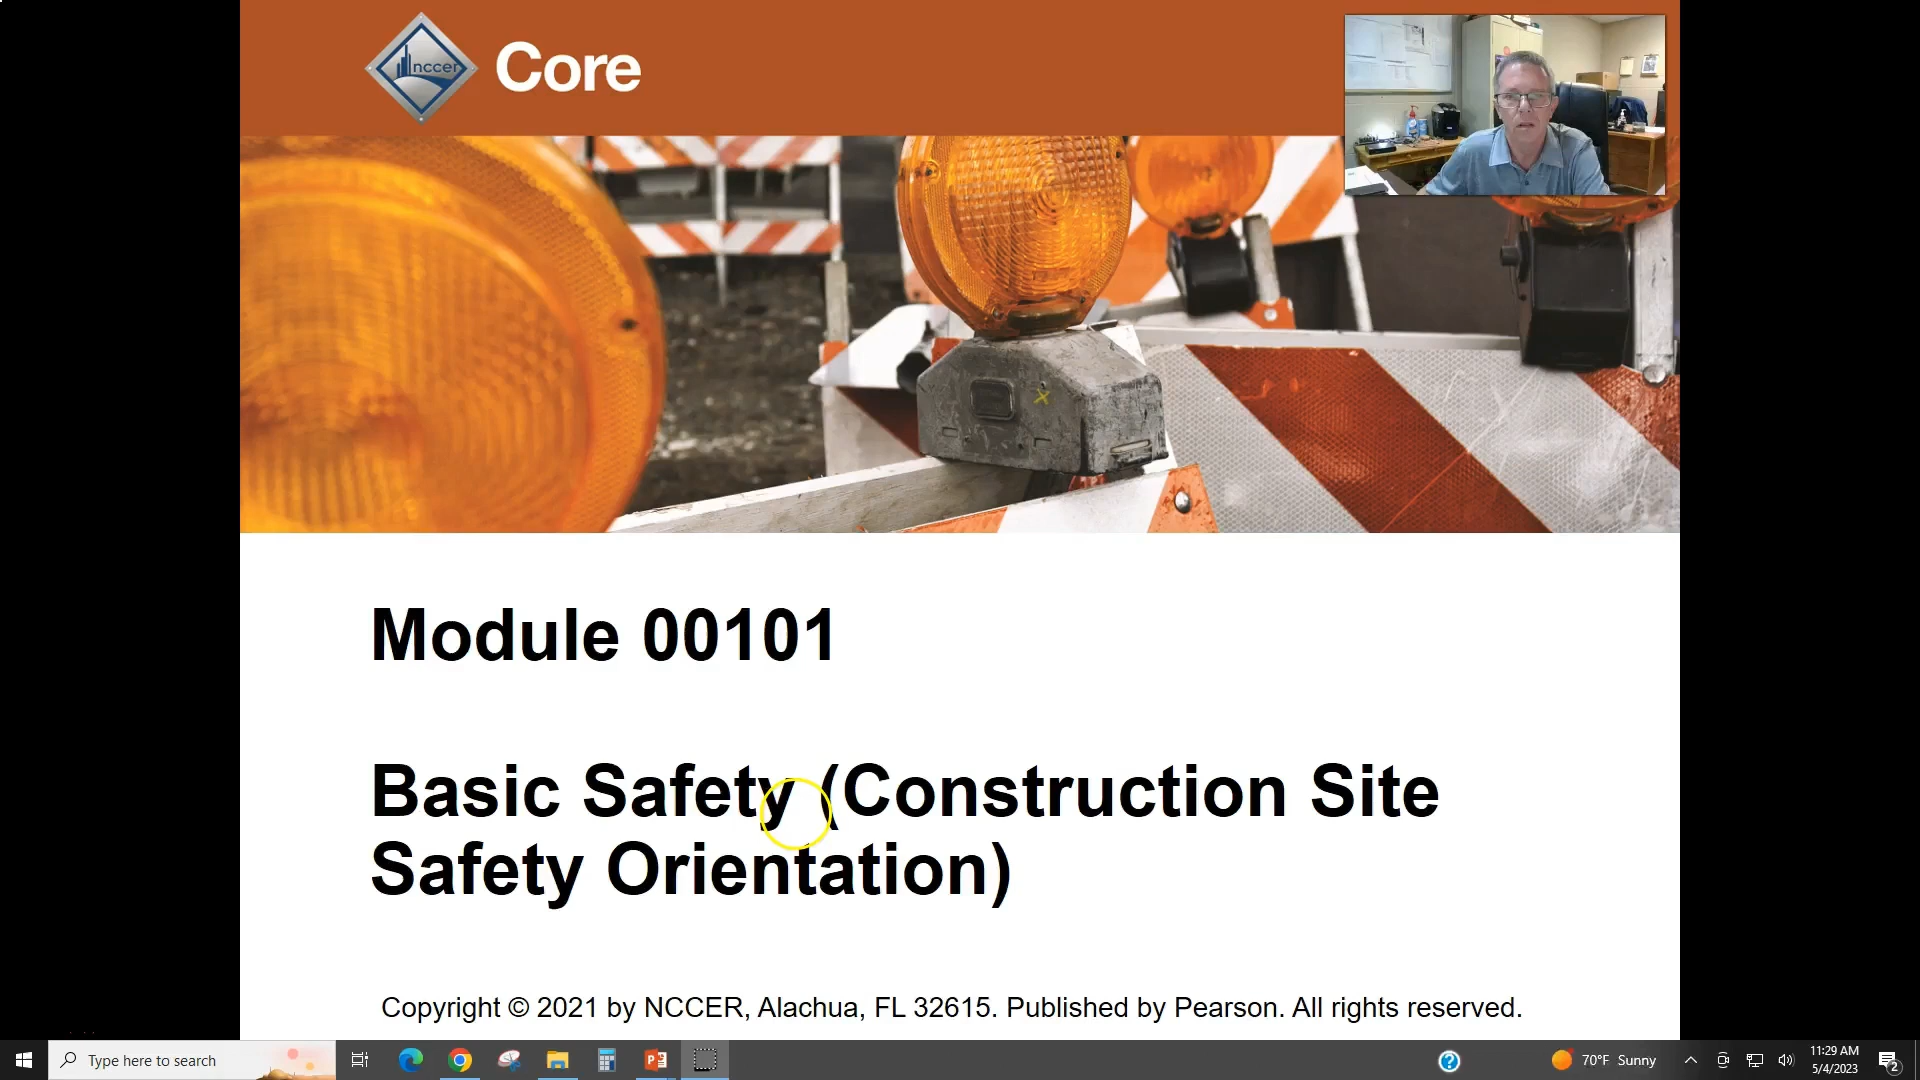 nccer
Core
Module 00101
Basic Safety (Construction Site
Safety Orientation)
Copyright © 2021 by NCCER, Alachua, FL 32615. Published by Pearson. All rights reserved.
Type here to search
70°F Sunny
11:29 AM
5/4/2023
2